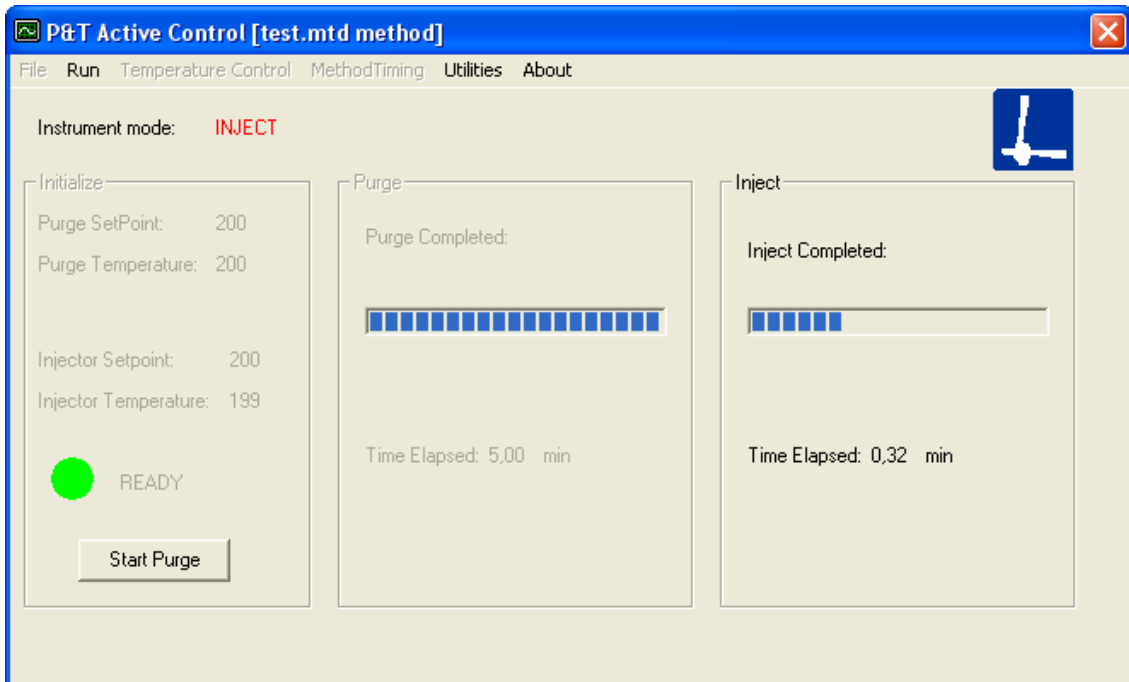 P&T Active Control [test.mtd method]
File Run Temperature Control MethodTiming Utilities About
Instrument mode: INJECT
Initialize
Purge SetPoint: 200
Purge Temperature: 200
Injector Setpoint: 200
Injector Temperature: 199
READY
Start Purge
Purge
Purge Completed:
Time Elapsed: 5,00 min
Inject
Inject Completed:
Time Elapsed: 0,32 min